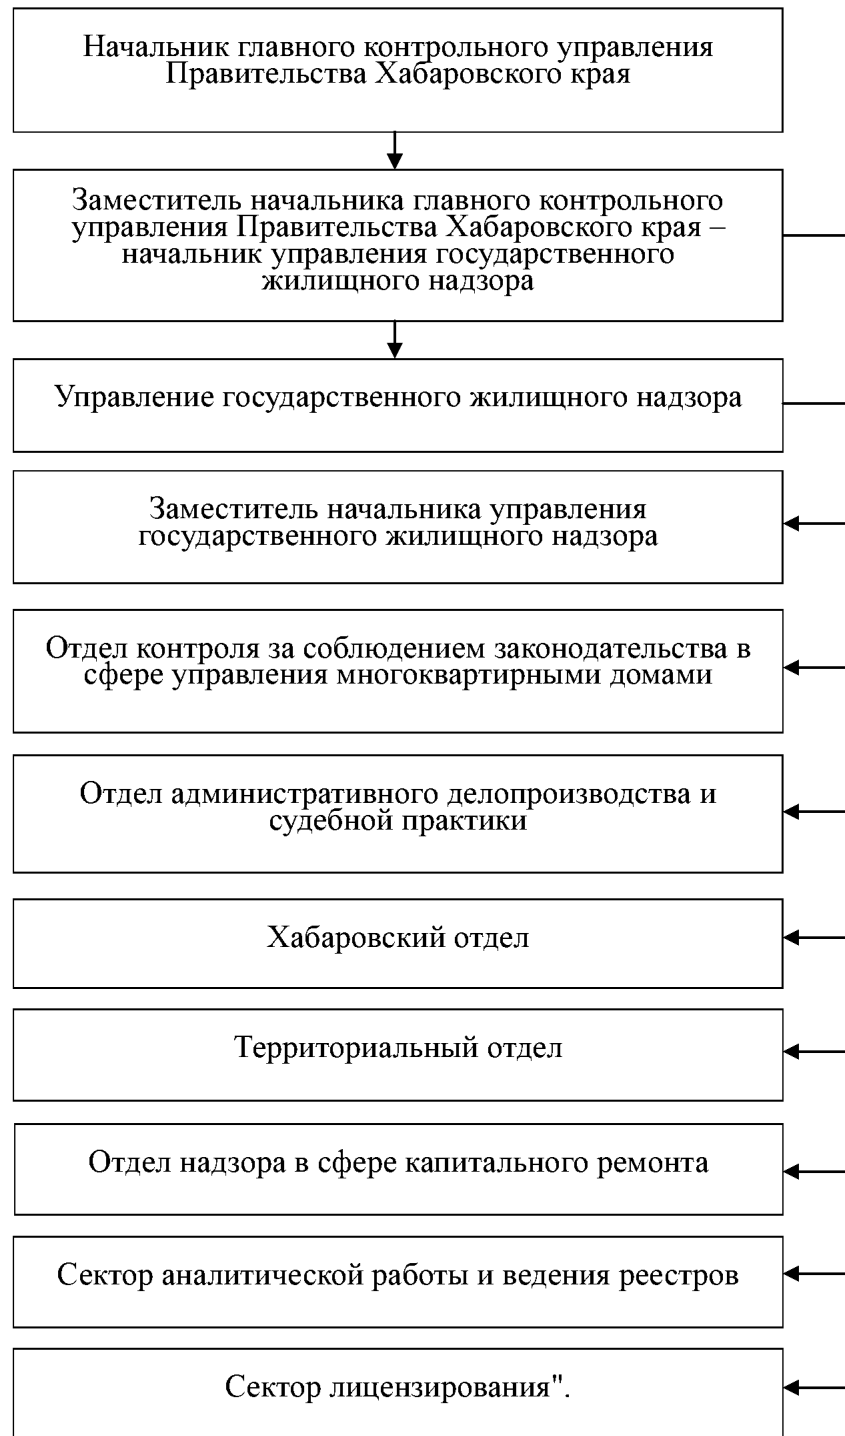 Начальник главного контрольного управления
Правительства Хабаровского края
Заместитель начальника главного контрольного
управления Правительства Хабаровского края –
начальник управления государственного
жилищного надзора
Управление государственного жилищного надзора
Заместитель начальника управления
государственного жилищного надзора
Отдел контроля за соблюдением законодательства в
сфере управления многоквартирными домами
Отдел административного делопроизводства и
судебной практики
Хабаровский отдел
Территориальный отдел
Отдел надзора в сфере капитального ремонта
Сектор аналитической работы и ведения реестров
Сектор лицензирования".